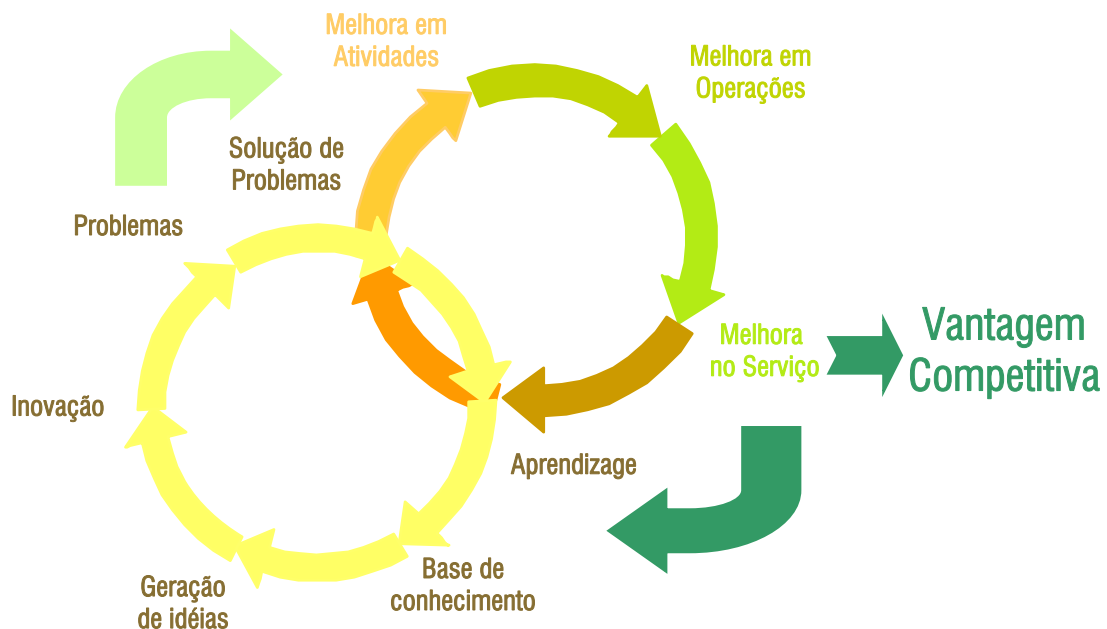 Melhora em
Atividades
Melhora em
Operações
Solução de
Problemas
Problemas
Vantagem
Competitiva
Melhora
no Serviço
Inovação
Aprendizage
Base de
conhecimento
Geração
de idéias